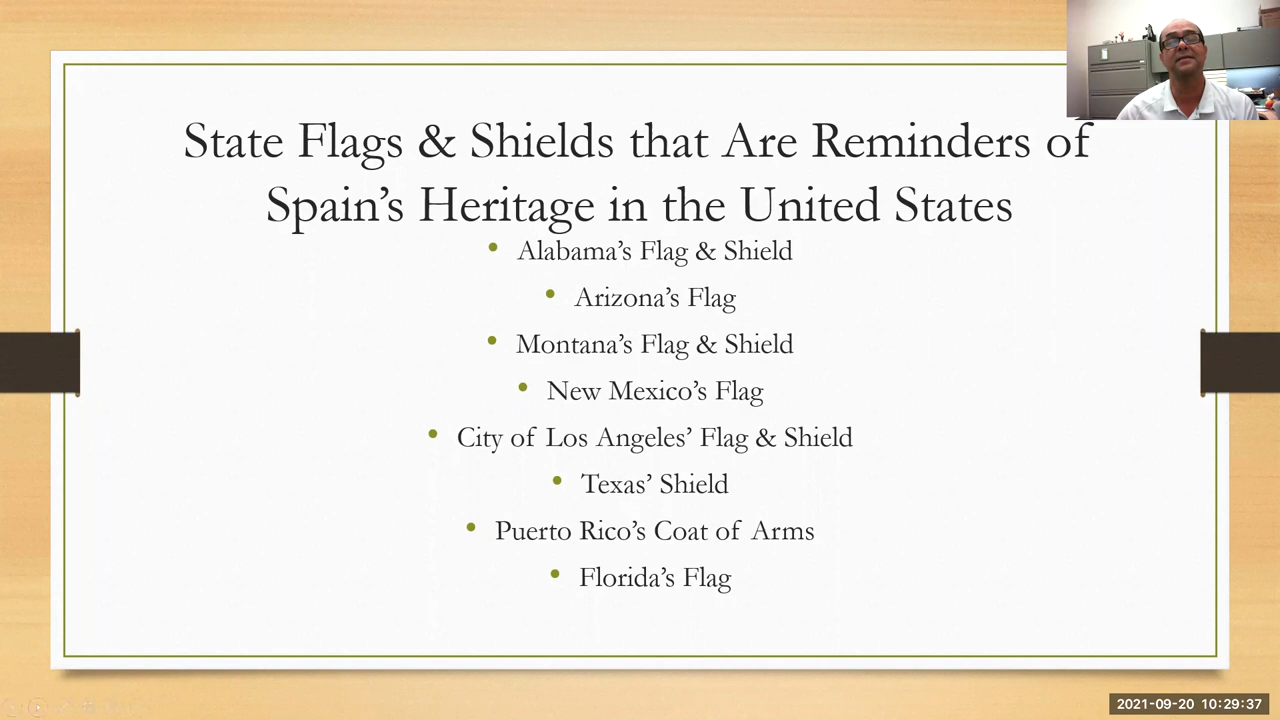 State Flags & Shields that Are Reminders of
Spain’s Heritage in the United States
• Alabama’s Flag & Shield
• Arizona’s Flag
• Montana’s Flag & Shield
• New Mexico’s Flag
• City of Los Angeles’ Flag & Shield
• Texas’ Shield
• Puerto Rico’s Coat of Arms
• Florida’s Flag
2021-09-20 10:29:37